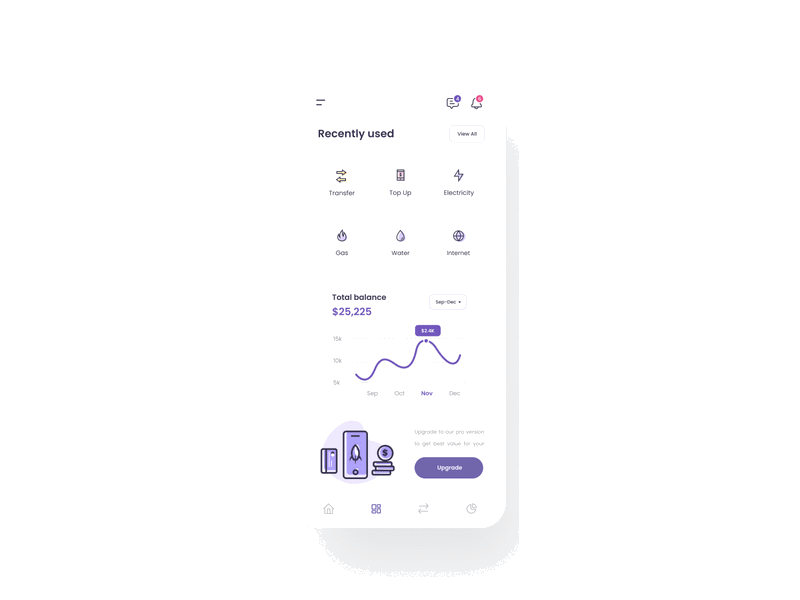 Recently used
View All
Transfer
Top Up
Electricity
Gas
Water
Internet
Total balance
$25,225
Sep-Dec
$2.4K
15k
10k
5k
Sep
Oct
Nov
Dec
Upgrade to our pro version
to get best value for your
$
Upgrade